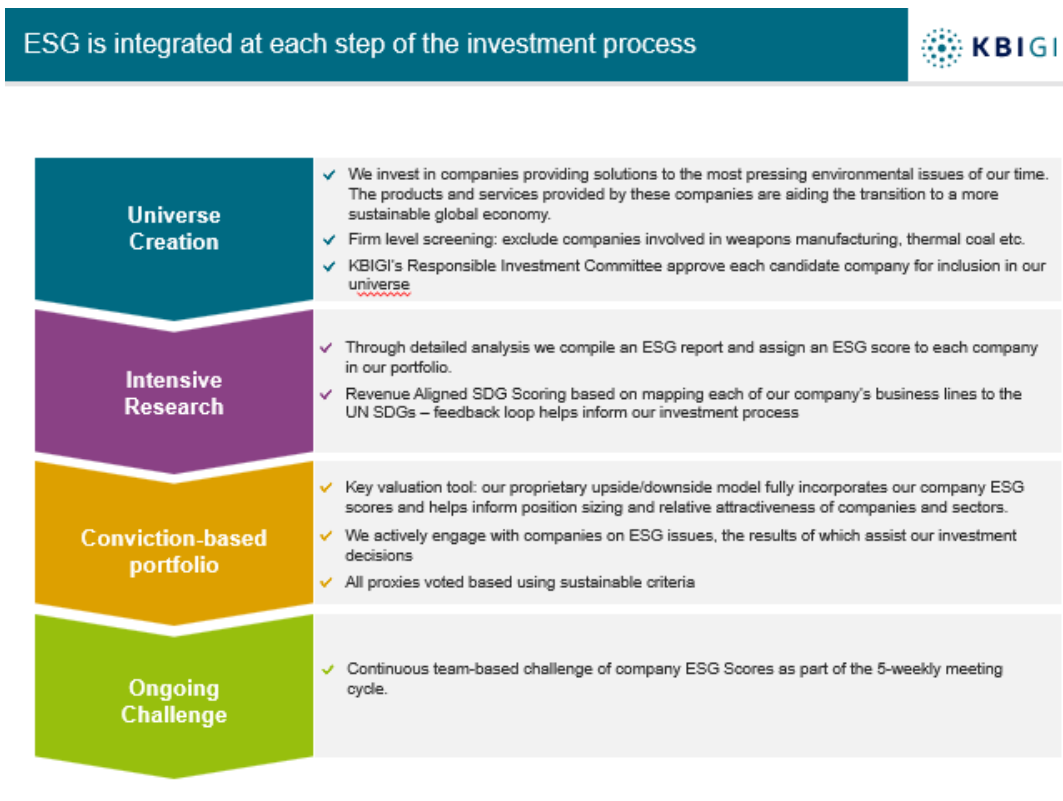 ESG is integrated at each step of the investment process
KBIGI
Universe
Creation
We invest in companies providing solutions to the most pressing environmental issues of our time.
The products and services provided by these companies are aiding the transition to a more
sustainable global economy.
Firm level screening: exclude companies involved in weapons manufacturing, thermal coal etc.
KBIGI's Responsible Investment Committee approve each candidate company for inclusion in our
universe
Intensive
Research
Through detailed analysis we compile an ESG report and assign an ESG score to each company
in our portfolio.
Revenue Aligned SDG Scoring based on mapping each of our company's business lines to the
UN SDGs – feedback loop helps inform our investment process
Conviction-based
portfolio
Key valuation tool: our proprietary upside/downside model fully incorporates our company ESG
scores and helps inform position sizing and relative attractiveness of companies and sectors.
We actively engage with companies on ESG issues, the results of which assist our investment
decisions
All proxies voted based using sustainable criteria
Ongoing
Challenge
Continuous team-based challenge of company ESG Scores as part of the 5-weekly meeting
cycle.